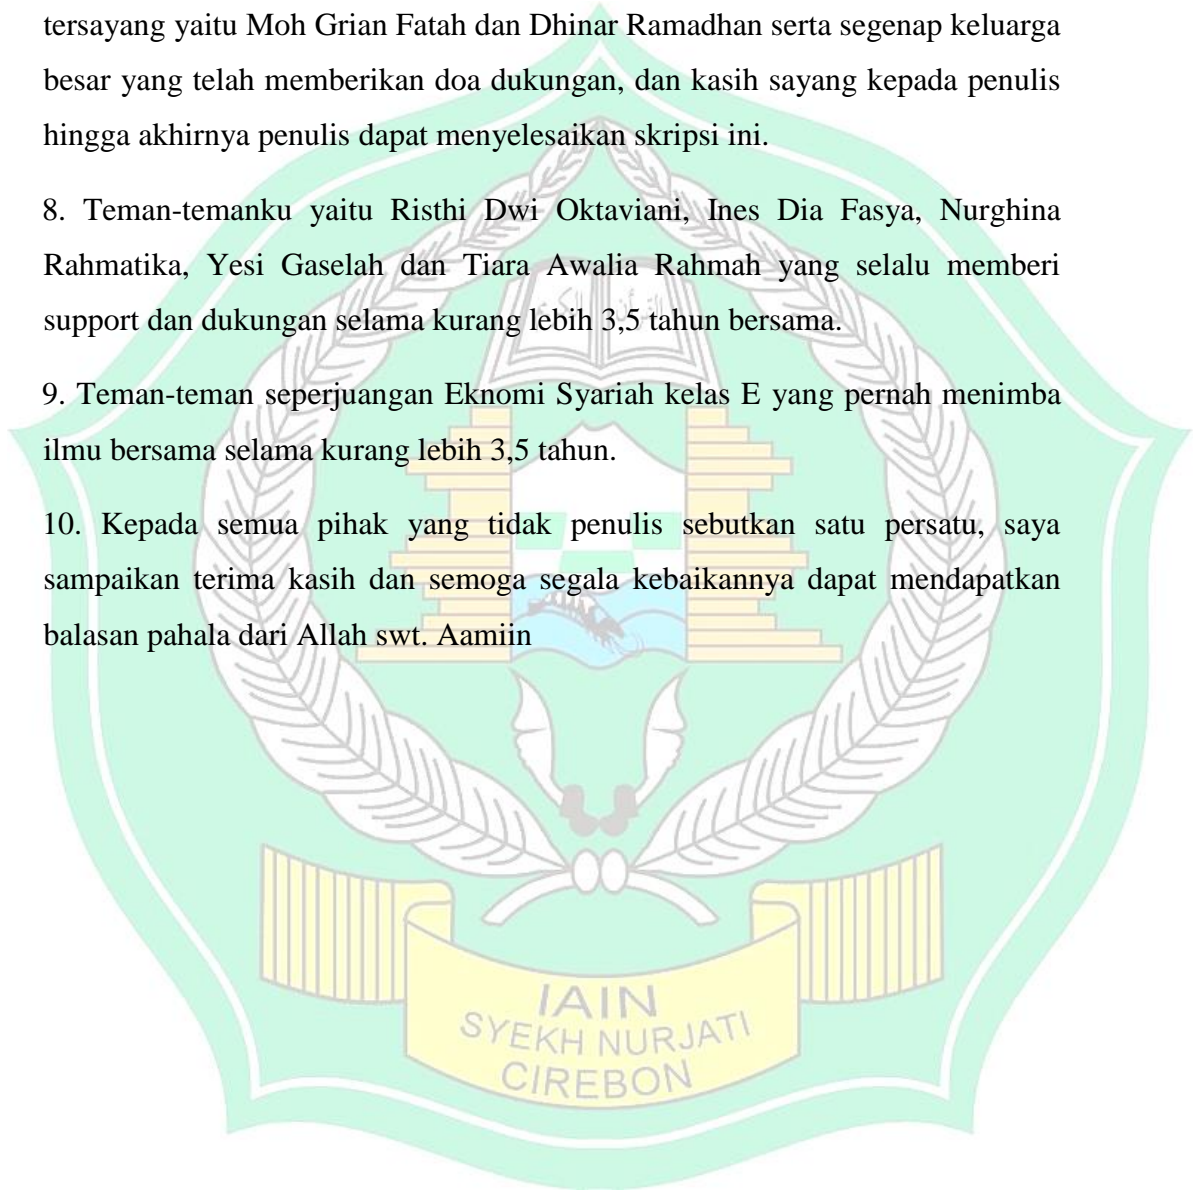 tersayang yaitu Moh Grian Fatah dan Dhinar Ramadhan serta segenap keluarga
besar yang telah memberikan doa dukungan, dan kasih sayang kepada penulis
hingga akhirnya penulis dapat menyelesaikan skripsi ini.
8. Teman-temanku yaitu Risthi Dwi Oktaviani, Ines Dia Fasya, Nurghina
Rahmatika, Yesi Gaselah dan Tiara Awalia Rahmah yang selalu memberi
support dan dukungan selama kurang lebih 3,5 tahun bersama.
9. Teman-teman seperjuangan Eknomi Syariah kelas E yang pernah menimba
ilmu bersama selama kurang lebih 3,5 tahun.
10. Kepada semua pihak yang tidak penulis sebutkan satu persatu, saya
sampaikan terima kasih dan semoga segala kebaikannya dapat mendapatkan
balasan pahala dari Allah swt. Aamiin
IAIN
SYEKH NURJATI
CIREBON